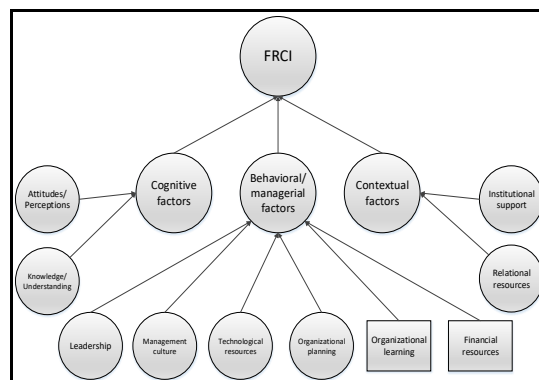 FRCI
Cognitive
factors
Behavioral/
managerial
factors
Contextual
factors
Attitudes/
Perceptions
Institutional
support
Knowledge/
Understanding
Relational
resources
Leadership
Management
culture
Technological
resources
Organizational
planning
Organizational
learning
Financial
resources